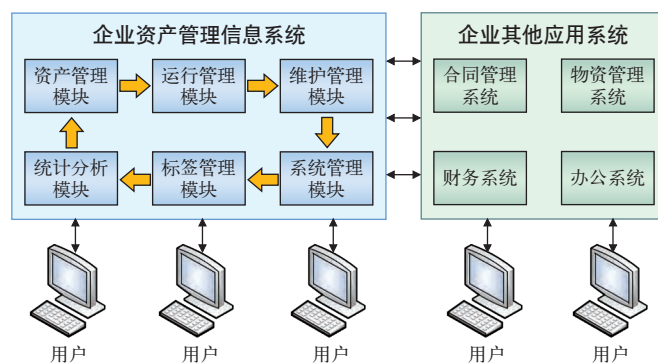 企业资产管理信息系统
资产管理
模块
运行管理
模块
维护管理
模块
统计分析
模块
标签管理
模块
系统管理
模块
企业其他应用系统
合同管理
系统
物资管理
系统
财务系统
办公系统
用户
用户
用户
用户
用户